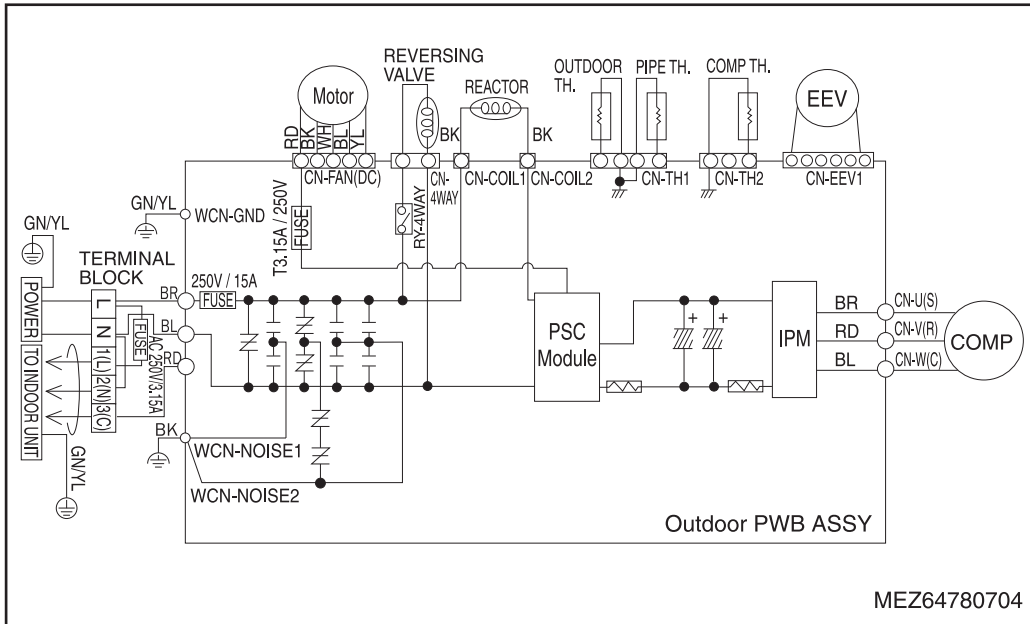 REVERSING
VALVE
Motor
REACTOR
OUTDOOR
TH.
PIPE TH.
COMP TH.
EEV
RD
BK
WH
BL
YL
BK
BK
CN-FAN(DC)
CN-
4WAY
CN-COIL1
CN-COIL2
CN-TH1
CN-TH2
CN-EEV1
GN/YL
WCN-GND
T3.15A / 250V
FUSE
RY-4WAY
GN/YL
TERMINAL
BLOCK
POWER
TO INDOOR UNIT
L
N
1(L)
2(N)
3(C)
FUSE
AC 250V/3.15A
BR
BL
RD
250V / 15A
FUSE
PSC
Module
+
+
IPM
BR
CN-U(S)
RD
CN-V(R)
BL
CN-W(C)
COMP
BK
WCN-NOISE1
WCN-NOISE2
GN/YL
Outdoor PWB ASSY
MEZ64780704